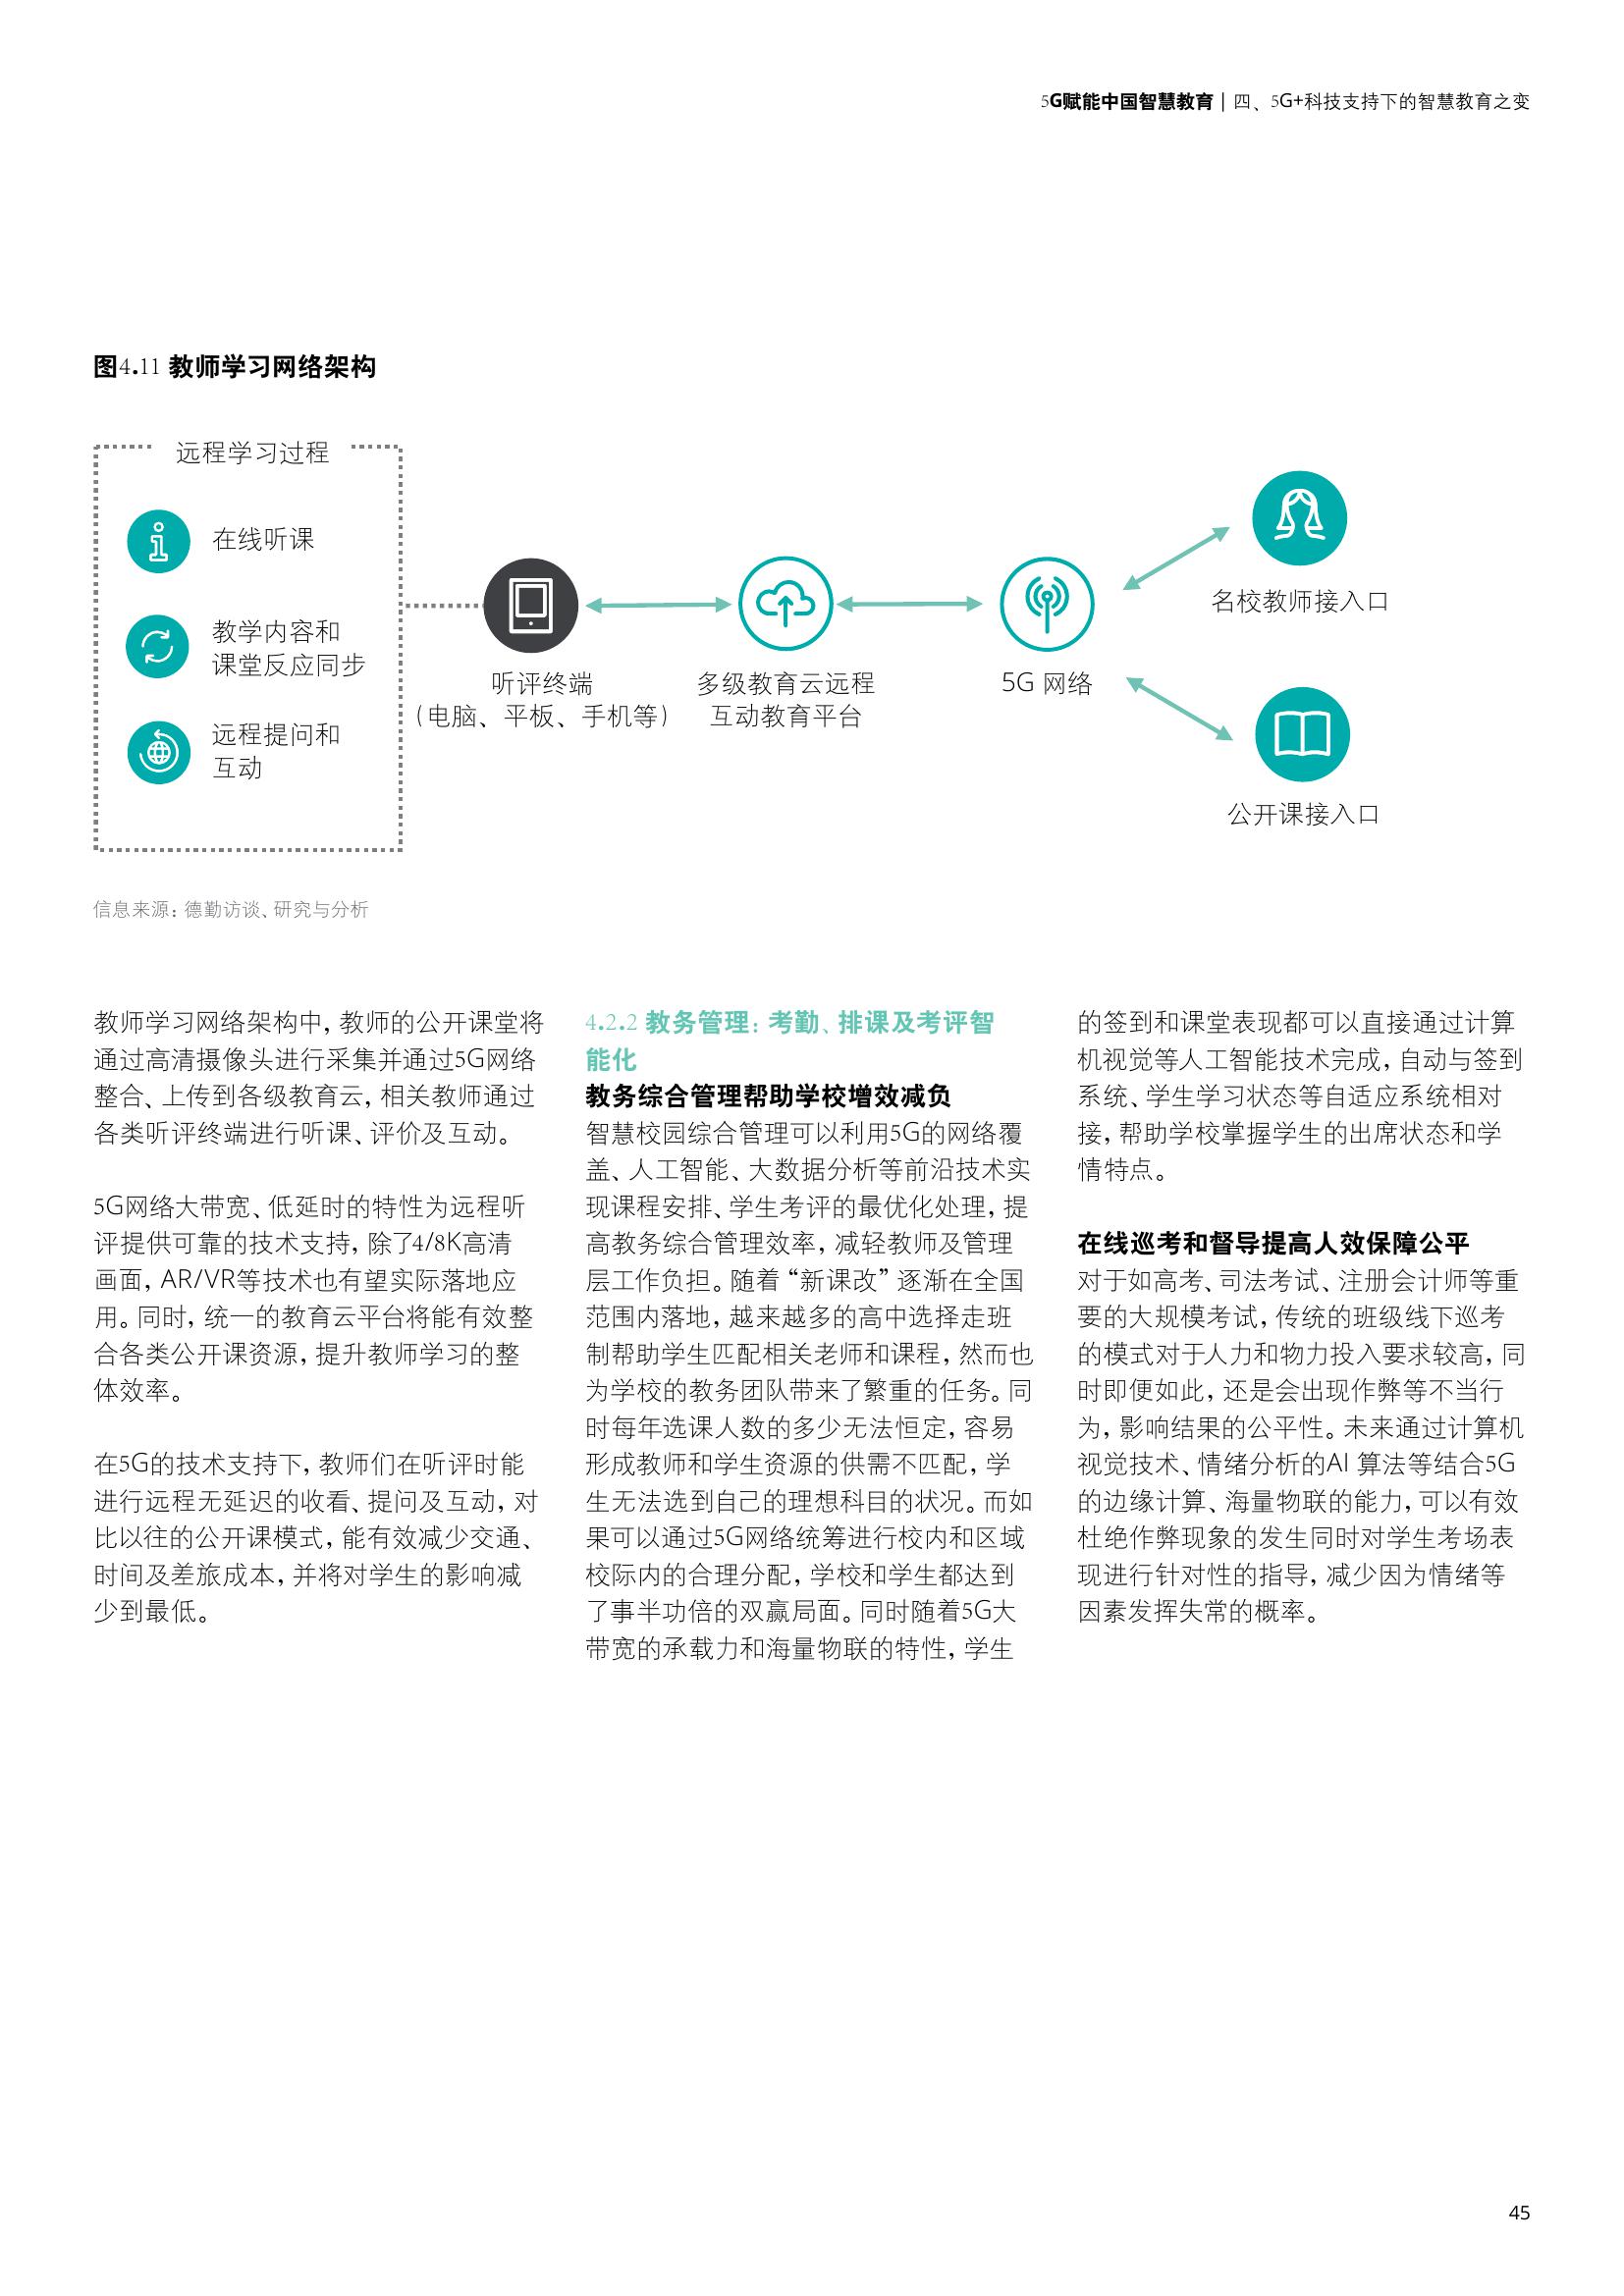 5G赋能中国智慧教育 | 四、5G+科技支持下的智慧教育之变
图4.11 教师学习网络架构
远程学习过程
在线听课
教学内容和
课堂反应同步
远程提问和
互动
听评终端
（电脑、平板、手机等）
多级教育云远程
互动教育平台
5G 网络
名校教师接入口
公开课接入口
信息来源：德勤访谈、研究与分析
教师学习网络架构中，教师的公开课堂将
通过高清摄像头进行采集并通过5G网络
整合、上传到各级教育云，相关教师通过
各类听评终端进行听课、评价及互动。
5G网络大带宽、低延时的特性为远程听
评提供可靠的技术支持，除了4/8K高清
画面，AR/VR等技术也有望实际落地应
用。同时，统一的教育云平台将能有效整
合各类公开课资源，提升教师学习的整
体效率。
在5G的技术支持下，教师们在听评时能
进行远程无延迟的收看、提问及互动，对
比以往的公开课模式，能有效减少交通、
时间及差旅成本，并将对学生的影响减
少到最低。
4.2.2 教务管理：考勤、排课及考评智
能化
教务综合管理帮助学校增效减负
智慧校园综合管理可以利用5G的网络覆
盖、人工智能、大数据分析等前沿技术实
现课程安排、学生考评的最优化处理，提
高教务综合管理效率，减轻教师及管理
层工作负担。随着“新课改”逐渐在全国
范围内落地，越来越多的高中选择走班
制帮助学生匹配相关老师和课程，然而也
为学校的教务团队带来了繁重的任务。同
时每年选课人数的多少无法恒定，容易
形成教师和学生资源的供需不匹配，学
生无法选到自己的理想科目的状况。而如
果可以通过5G网络统筹进行校内和区域
校际内的合理分配，学校和学生都达到
了事半功倍的双赢局面。同时随着5G大
带宽的承载力和海量物联的特性，学生
的签到和课堂表现都可以直接通过计算
机视觉等人工智能技术完成，自动与签到
系统、学生学习状态等自适应系统相对
接，帮助学校掌握学生的出席状态和学
情特点。
在线巡考和督导提高人效保障公平
对于如高考、司法考试、注册会计师等重
要的大规模考试，传统的班级线下巡考
的模式对于人力和物力投入要求较高，同
时即便如此，还是会出现作弊等不当行
为，影响结果的公平性。未来通过计算机
视觉技术、情绪分析的AI 算法等结合5G
的边缘计算、海量物联的能力，可以有效
杜绝作弊现象的发生同时对学生考场表
现进行针对性的指导，减少因为情绪等
因素发挥失常的概率。
45